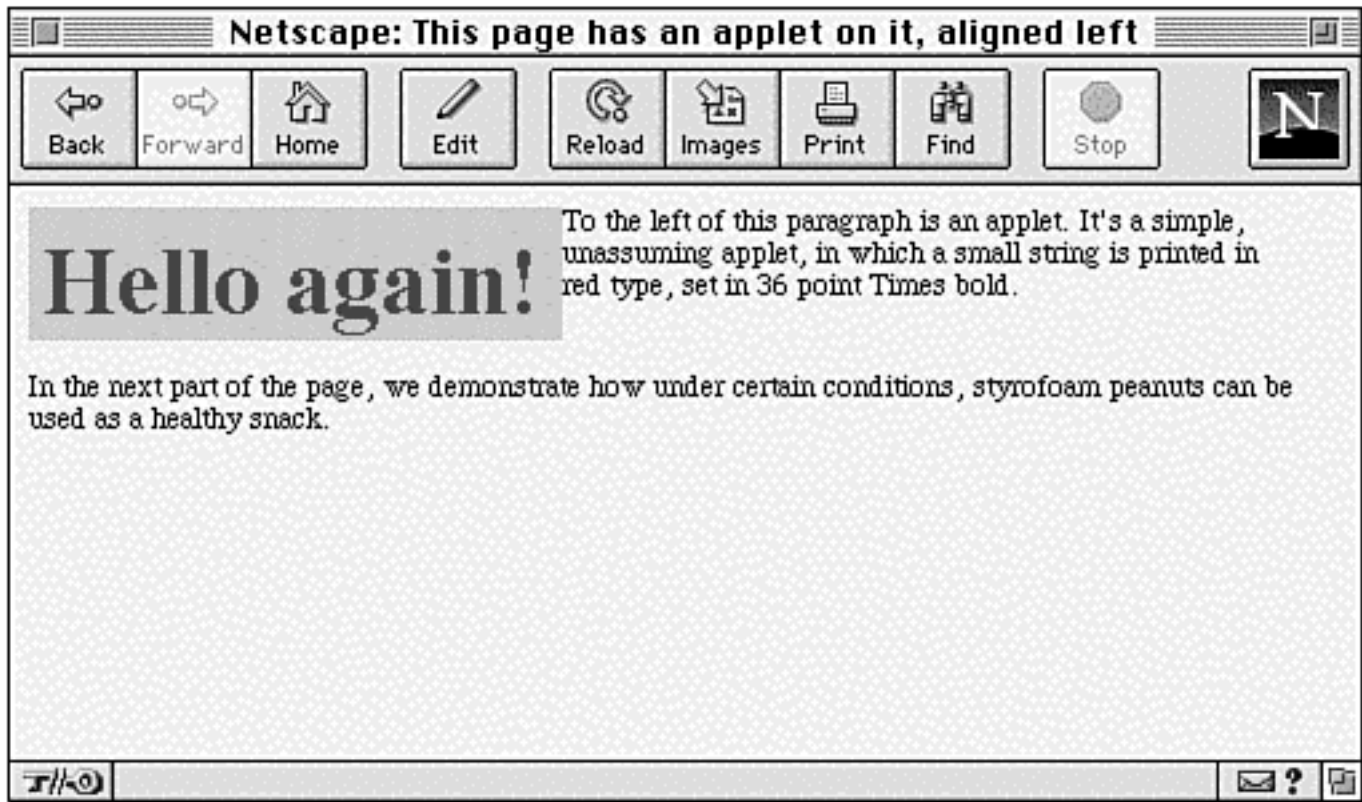 Netscape: This page has an applet on it, aligned left
Back Forward Home Edit Reload Images Print Find Stop N
Hello again!
To the left of this paragraph is an applet. It's a simple,
unassuming applet, in which a small string is printed in
red type, set in 36 point Times bold.
In the next part of the page, we demonstrate how under certain conditions, styrofoam peanuts can be
used as a healthy snack.
?